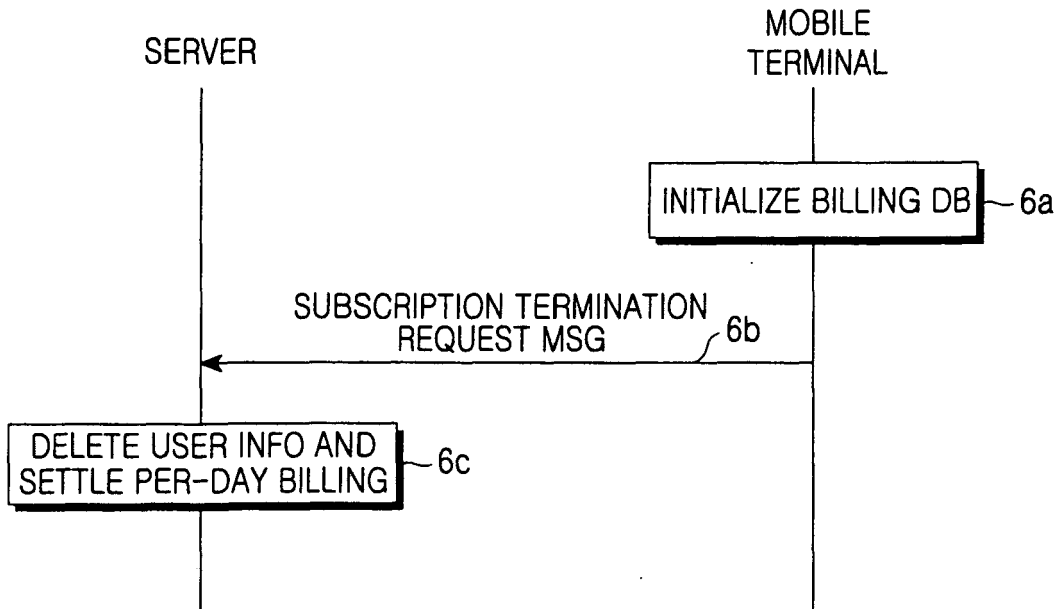 SERVER
MOBILE
TERMINAL
INITIALIZE BILLING DB
6a
SUBSCRIPTION TERMINATION
REQUEST MSG
6b
DELETE USER INFO AND
SETTLE PER-DAY BILLING
6c